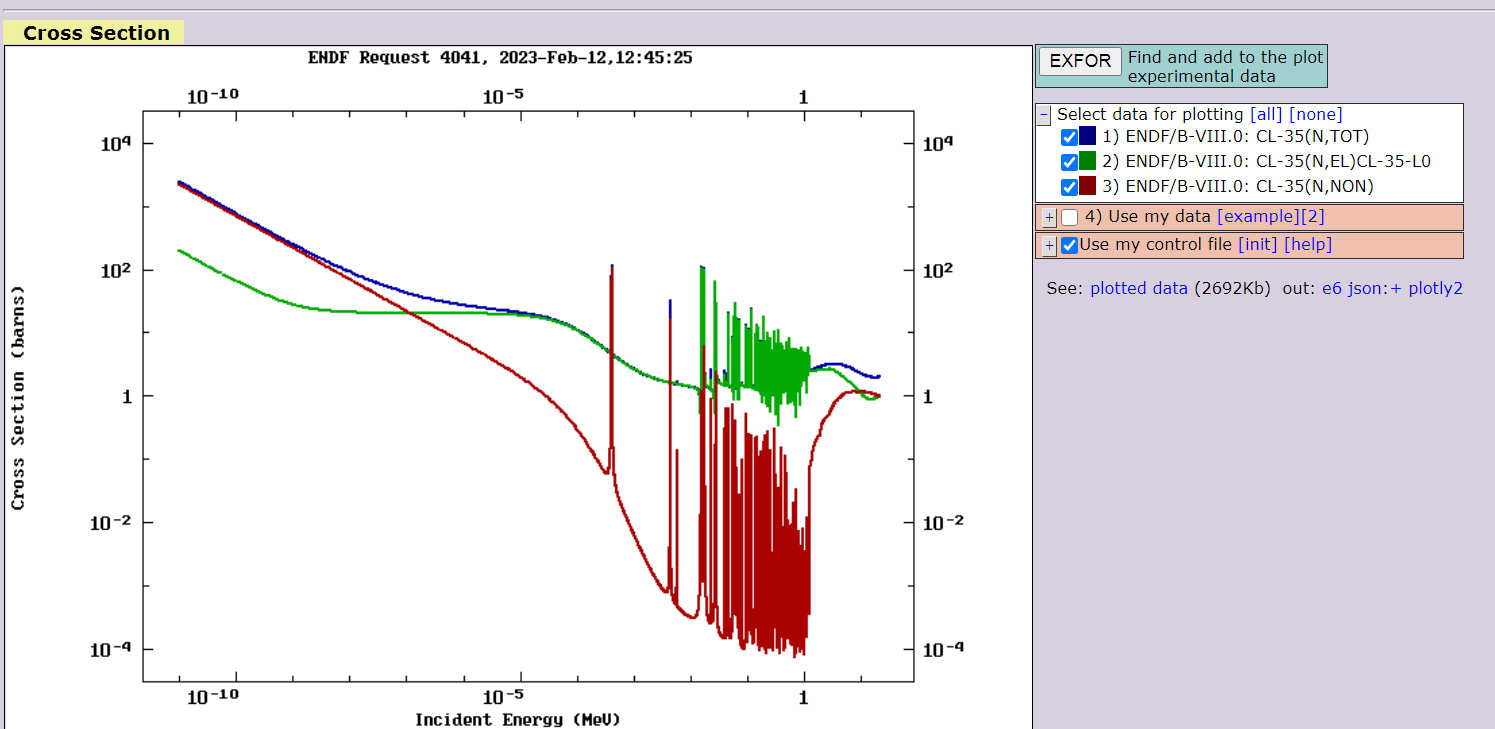 Cross Section
ENDF Request 4041, 2023-Feb-12,12:45:25
10-10 10-5 1
104 104
102 102
1 1
10-2 10-2
10-4 10-4
10-10 10-5 1
Cross Section (barns)
Incident Energy (MeV)
EXFOR Find and add to the plot
experimental data
- Select data for plotting [all] [none]
1) ENDF/B-VIII.0: CL-35(N,TOT)
2) ENDF/B-VIII.0: CL-35(N,EL)CL-35-L0
3) ENDF/B-VIII.0: CL-35(N,NON)
+ 4) Use my data [example][2]
+ Use my control file [init] [help]
See: plotted data (2692Kb) out: e6 json:+ plotly2